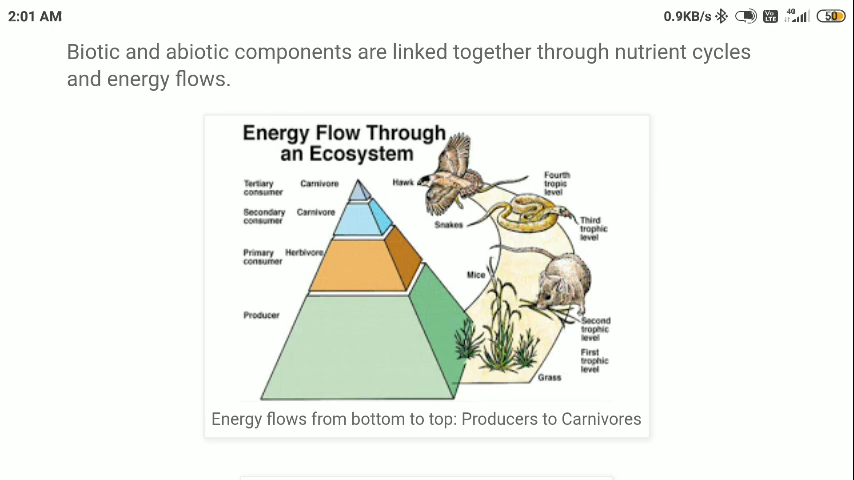 2:01 AM
0.9KB/s
Vo
LTE
4G
50
Biotic and abiotic components are linked together through nutrient cycles
and energy flows.
Energy Flow Through
an Ecosystem
Tertiary
consumer
Carnivore
Hawk
Fourth
tropic
level
Secondary
consumer
Carnivore
Snakes
Third
trophic
level
Primary
consumer
Herbivore
Mice
Producer
Second
trophic
level
First
trophic
level
Grass
Energy flows from bottom to top: Producers to Carnivores